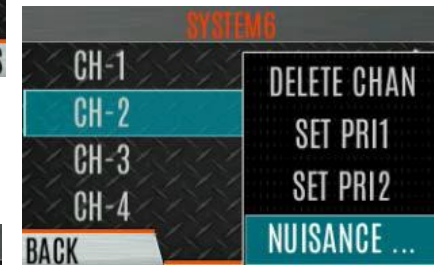 SYSTEM6
CH-1
CH-2
CH-3
CH-4
BACK
DELETE CHAN
SET PRI1
SET PRI2
NUISANCE ...